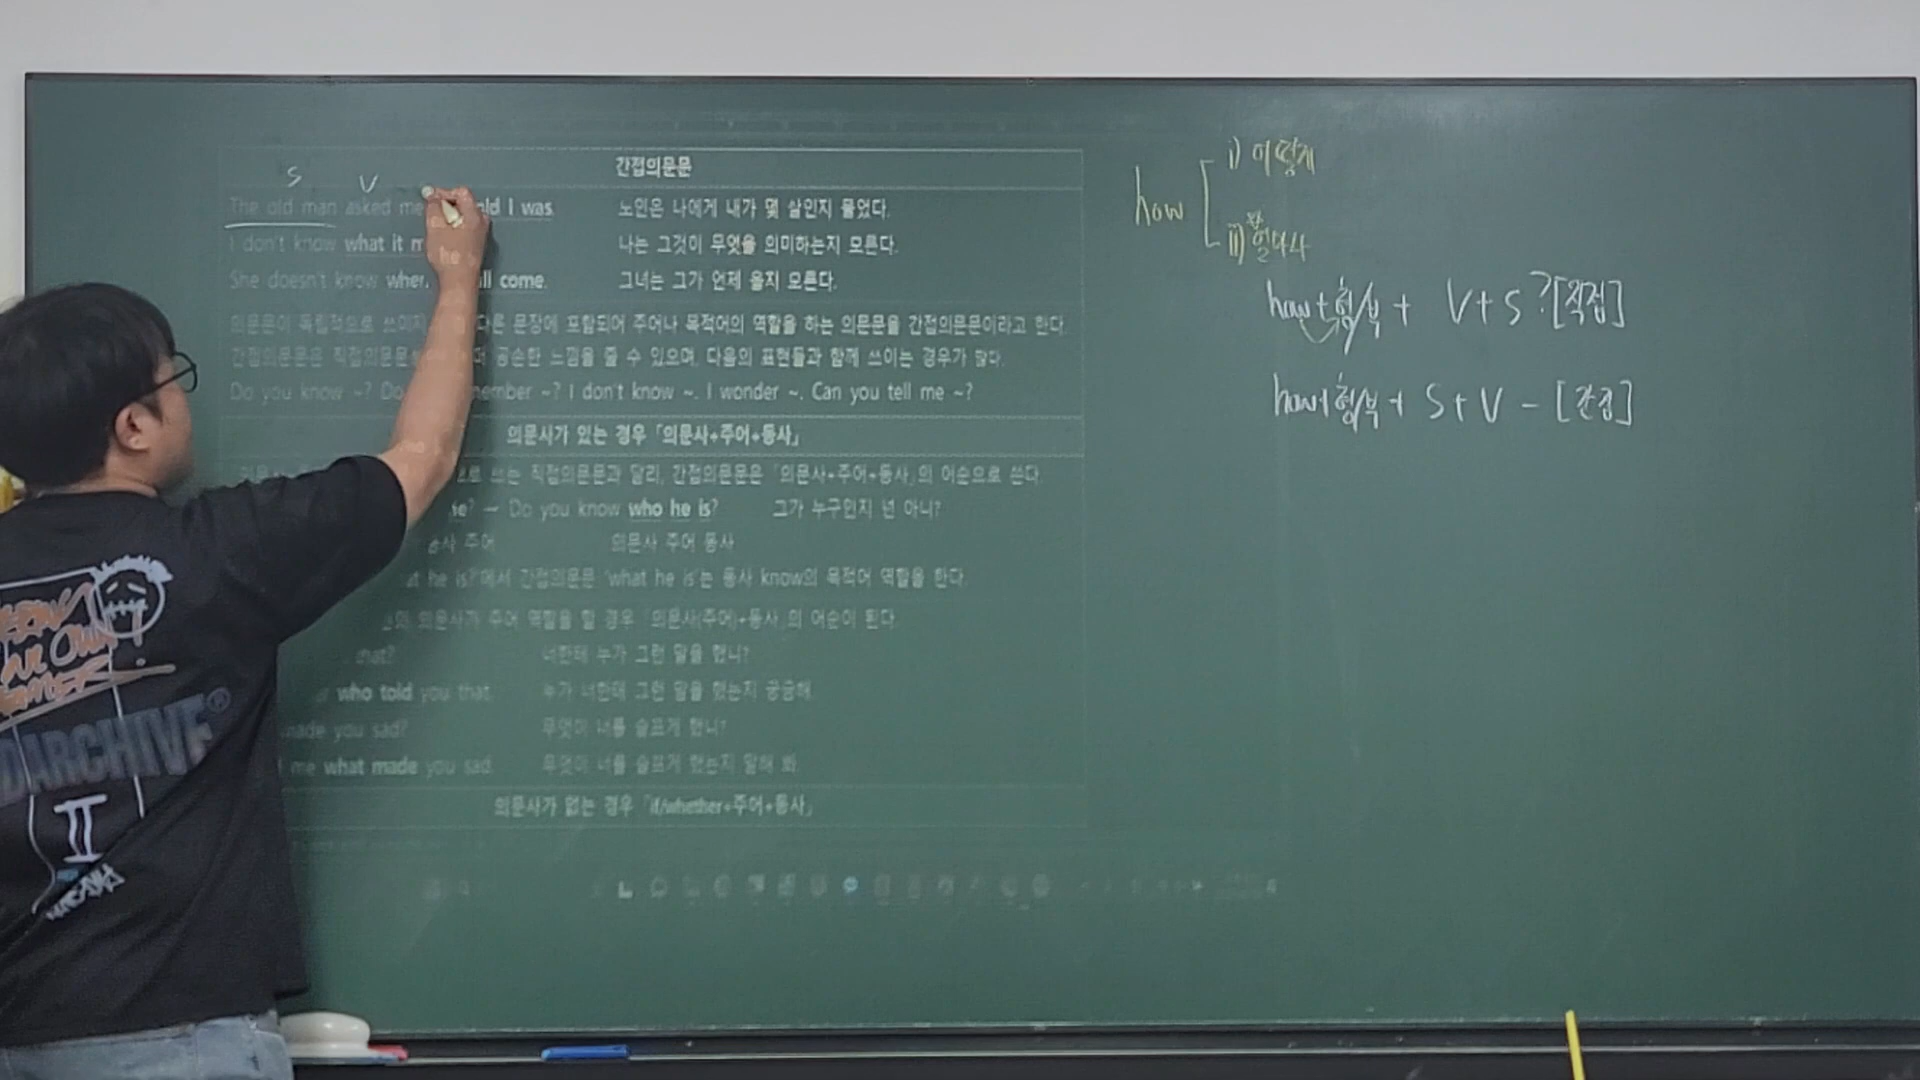 간접의문문
S V
The old man asked me old I was.
노인은 나에게 내가 몇 살인지 물었다.
I don't know what it m
나는 그것이 무엇을 의미하는지 모른다.
She doesn't know when he ll come.
그녀는 그가 언제 올지 모른다.
의문문이 독립적으로 쓰이지 다른 문장에 포함되어 주어나 목적어의 역할을 하는 의문문을 간접의문문이라고 한다.
간접의문문은 직접의문문 더 공손한 느낌을 줄 수 있으며, 다음의 표현들과 함께 쓰이는 경우가 많다.
Do you know ~? Do member ~? I don't know ~. I wonder ~. Can you tell me ~?
의문사가 있는 경우 「의문사+주어+동사」
으로 쓰는 직접의문문과 달리, 간접의문문은 「의문사+주어+동사」의 어순으로 쓴다.
he? → Do you know who he is? 그가 누구인지 넌 아니?
동사 주어 의문사 주어 동사
at he is?'에서 간접의문문 'what he is'는 동사 know의 목적어 역할을 한다.
의문사가 주어 역할을 할 경우 「의문사(주어)+동사」의 어순이 된다.
that? 너한테 누가 그런 말을 했니?
who told you that. 누가 너한테 그런 말을 했는지 궁금해.
made you sad? 무엇이 너를 슬프게 했니?
me what made you sad. 무엇이 너를 슬프게 했는지 말해 봐.
의문사가 없는 경우 「if/whether+주어+동사」
how
i) 어떻게
ii) 얼마나
how+형/부+ V+S ? [직접]
how+형/부+ S+V - [간접]
DARCHIVE®
II